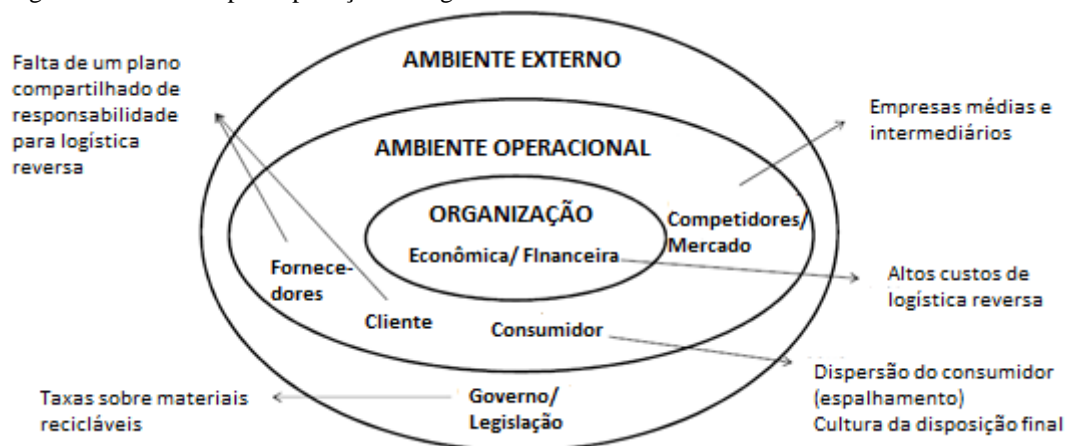 AMBIENTE EXTERNO
Falta de um plano
compartilhado de
responsabilidade
para logística
reversa
Empresas médias e
intermediários
AMBIENTE OPERACIONAL
ORGANIZAÇÃO
Econômica/ FInanceira
Competidores/
Mercado
Fornece-
dores
Cliente
Consumidor
Altos custos de
logística reversa
Dispersão do consumidor
(espalhamento)
Cultura da disposição final
Governo/
Legislação
Taxas sobre materiais
recicláveis